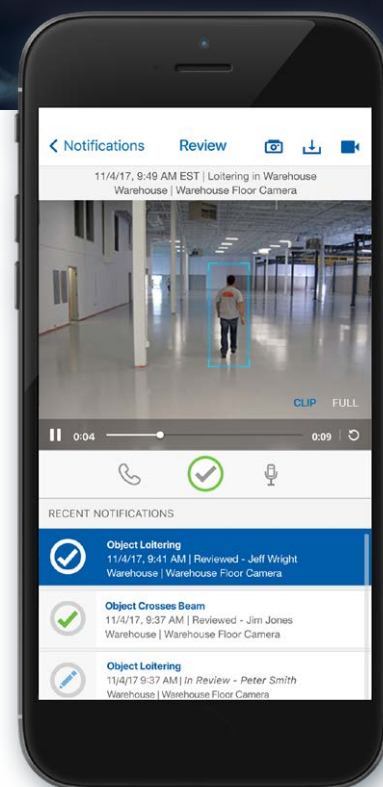 Notifications
Review
11/4/17, 9:49 AM EST | Loitering in Warehouse
Warehouse | Warehouse Floor Camera
CLIP FULL
0:04
0:09
RECENT NOTIFICATIONS
Object Loitering
11/4/17, 9:41 AM | Reviewed - Jeff Wright
Warehouse | Warehouse Floor Camera
Object Crosses Beam
11/4/17, 9:37 AM | Reviewed - Jim Jones
Warehouse | Warehouse Floor Camera
Object Loitering
11/4/17 9:37 AM | In Review - Peter Smith
Warehouse | Warehouse Floor Camera